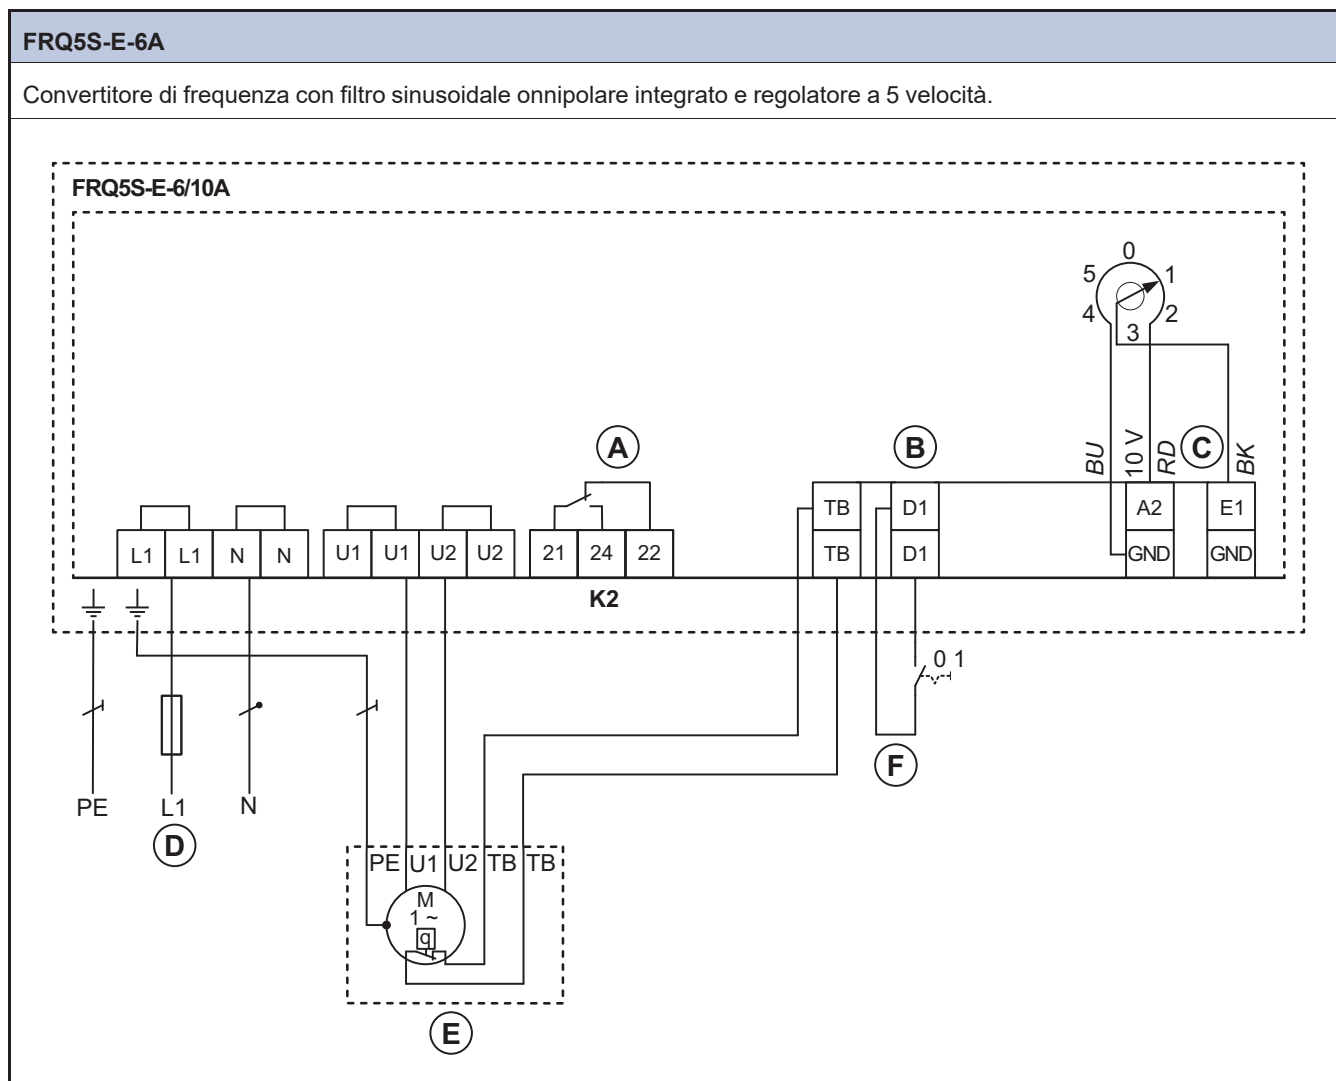 FRQ5S-E-6A
Convertitore di frequenza con filtro sinusoidale onnipolare integrato e regolatore a 5 velocità.
FRQ5S-E-6/10A
0
5 1
4 2
3
A B C
BU 10 V RD BK
TB D1 A2 E1
L1 L1 N N U1 U1 U2 U2 21 24 22 TB D1 GND GND
K2
0 1
F
PE L1 N
D
PE U1 U2 TB TB
M
1 ~
q
E